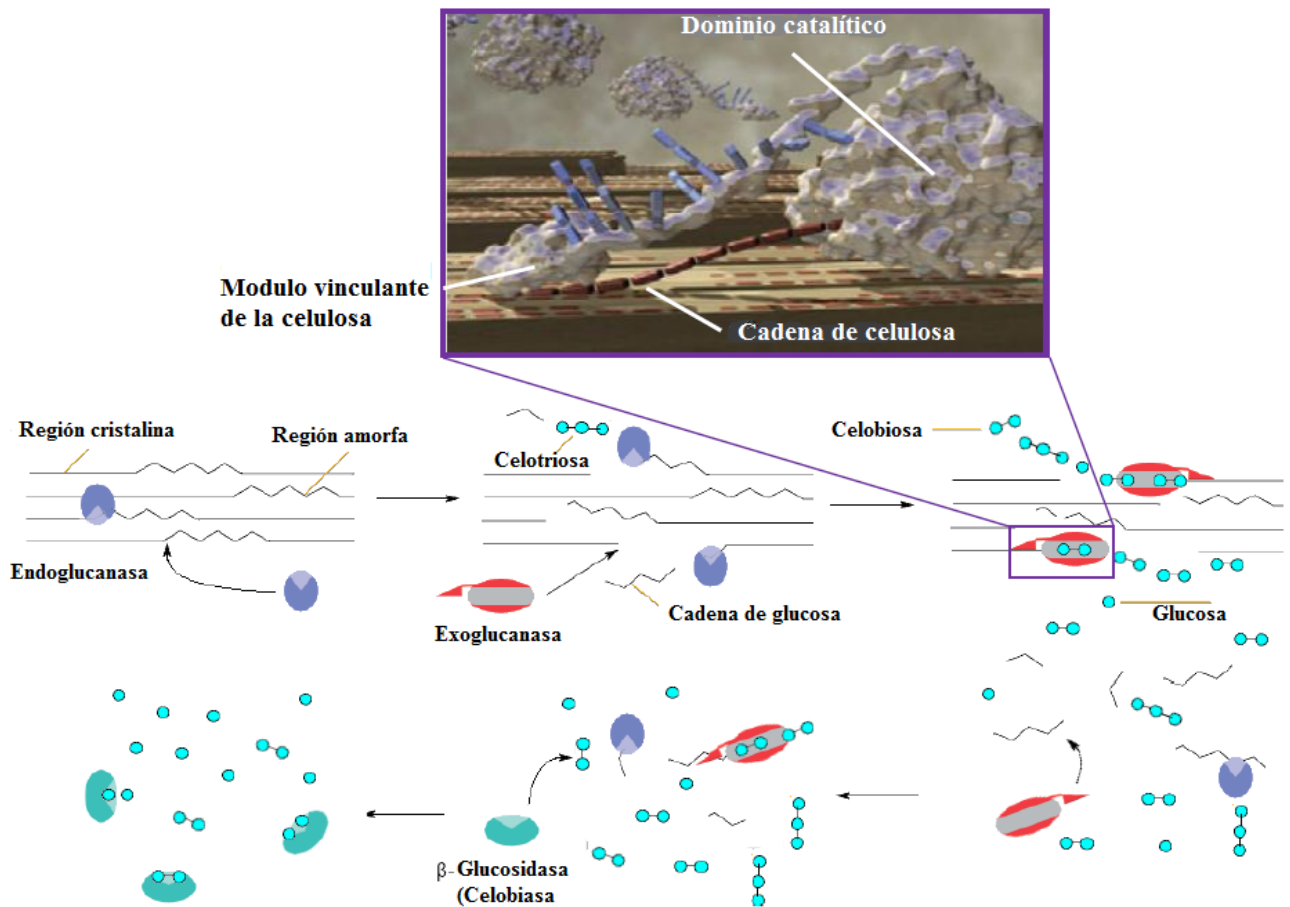 Dominio catalítico
Modulo vinculante
de la celulosa
Cadena de celulosa
Región cristalina
Región amorfa
Celotriosa
Celobiosa
Endoglucanasa
Exoglucanasa
Cadena de glucosa
Glucosa
β-Glucosidasa
(Celobiasa